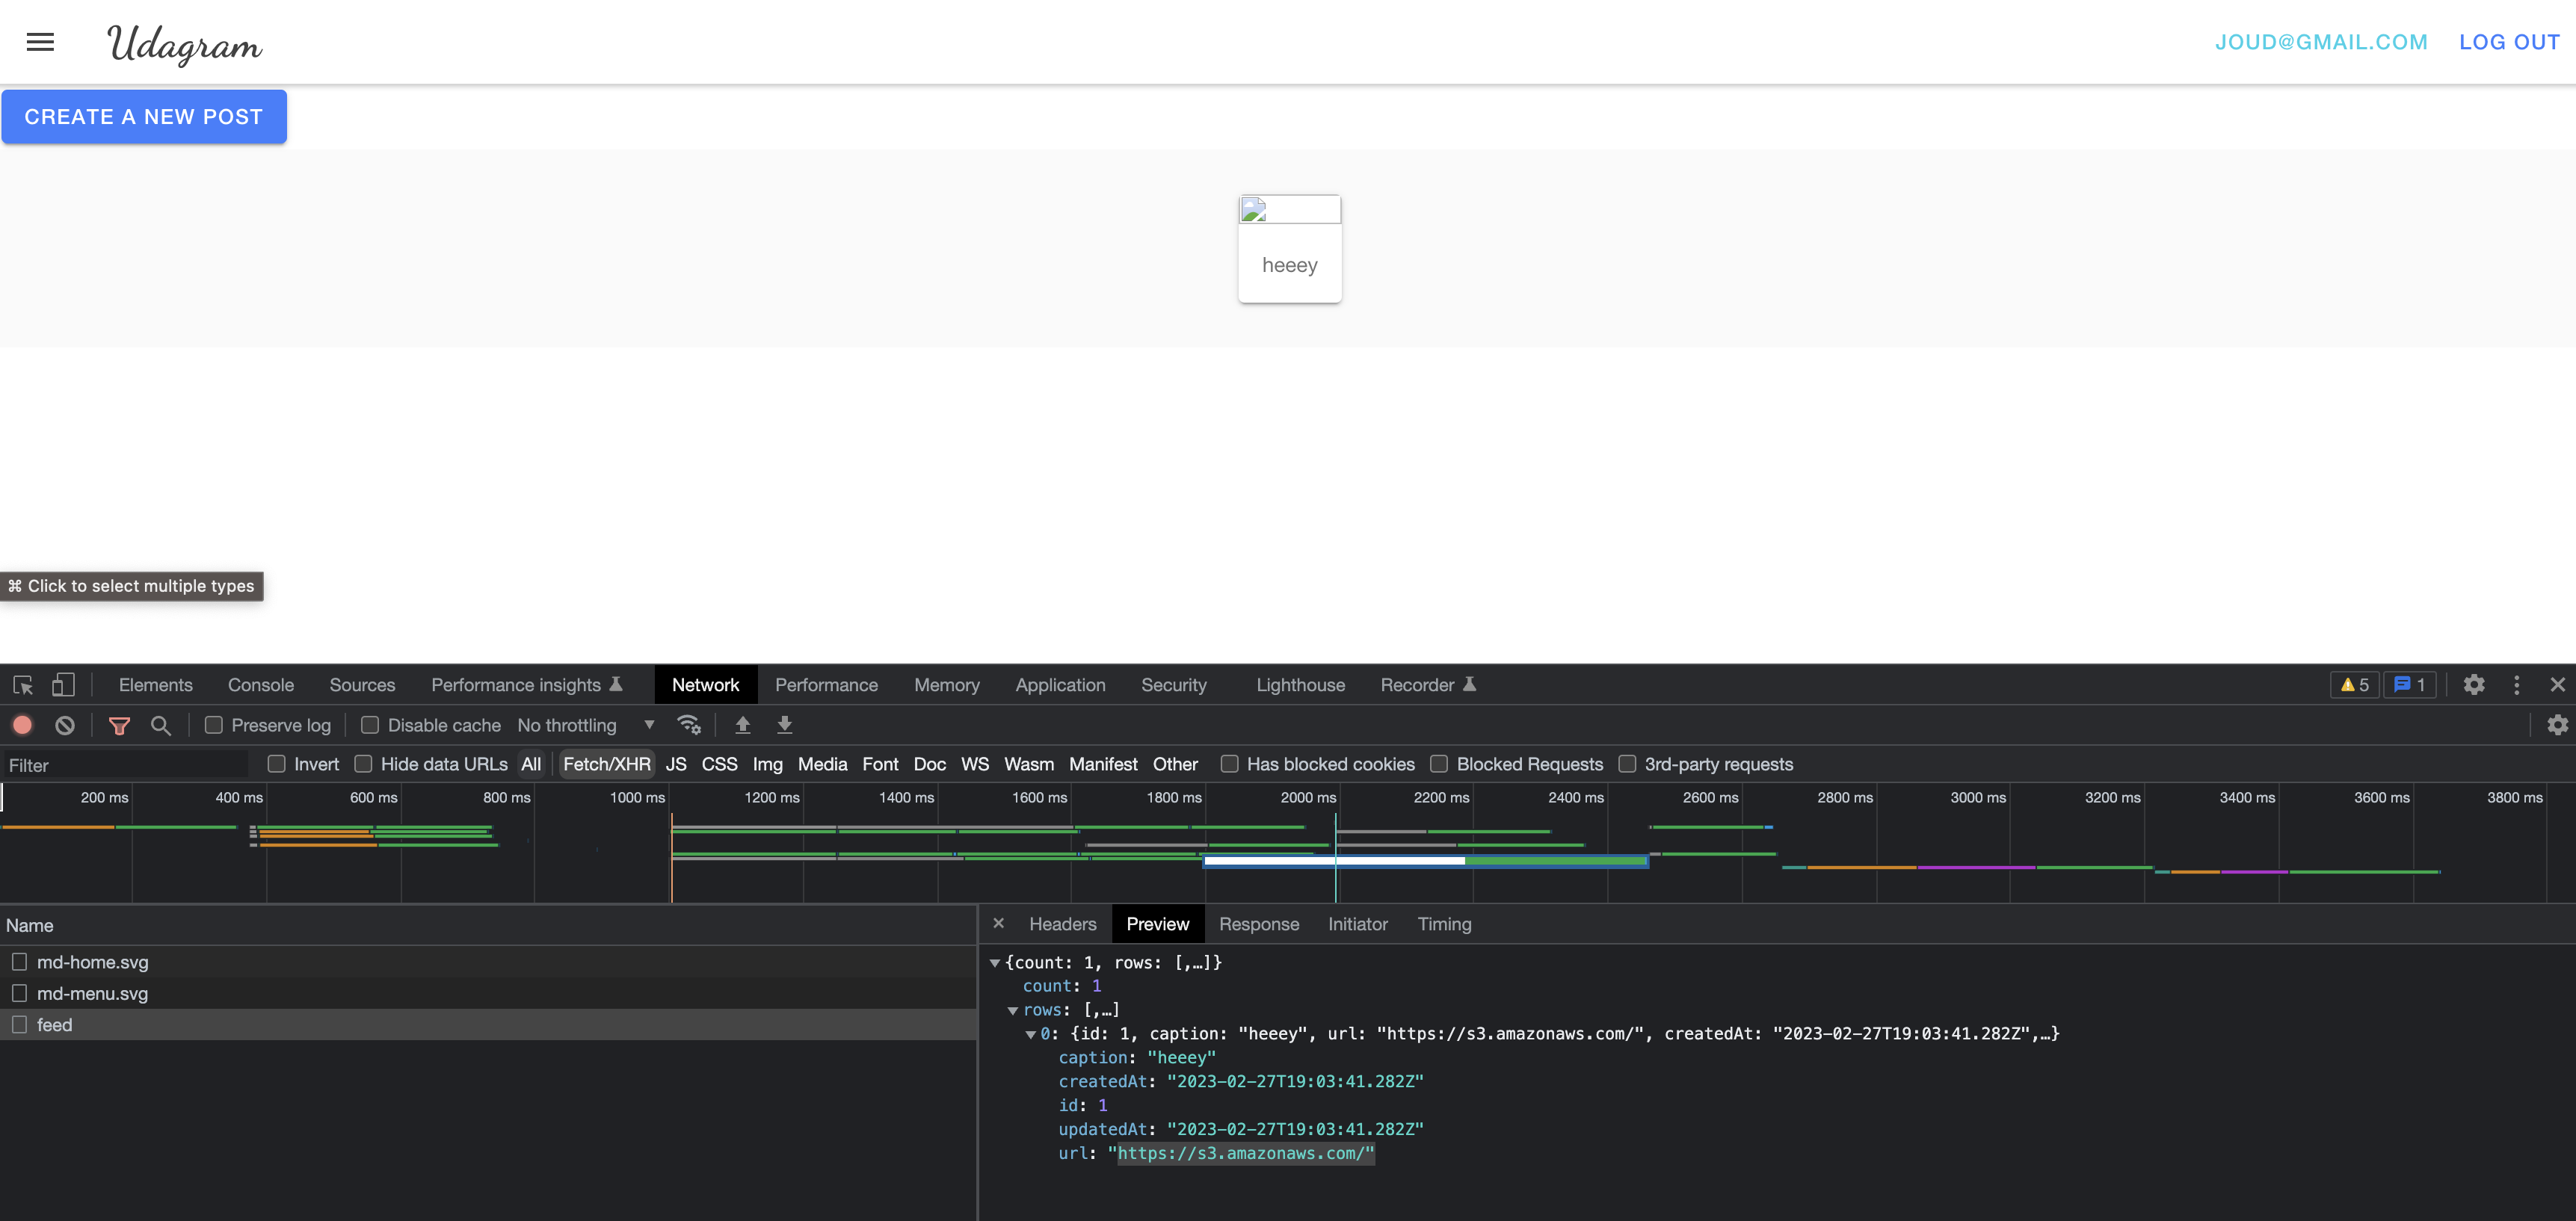 Udagram
JOUD@GMAIL.COM LOG OUT
CREATE A NEW POST
heeey
⌘ Click to select multiple types
Elements Console Sources Performance insights Network Performance Memory Application Security Lighthouse Recorder 5 1
Preserve log Disable cache No throttling
Filter Invert Hide data URLs All Fetch/XHR JS CSS Img Media Font Doc WS Wasm Manifest Other Has blocked cookies Blocked Requests 3rd-party requests
200 ms 400 ms 600 ms 800 ms 1000 ms 1200 ms 1400 ms 1600 ms 1800 ms 2000 ms 2200 ms 2400 ms 2600 ms 2800 ms 3000 ms 3200 ms 3400 ms 3600 ms 3800 ms
Name
md-home.svg
md-menu.svg
feed
Headers Preview Response Initiator Timing
{count: 1, rows: [,…]}
count: 1
rows: [,…]
0: {id: 1, caption: "heeey", url: "https://s3.amazonaws.com/", createdAt: "2023-02-27T19:03:41.282Z",…}
caption: "heeey"
createdAt: "2023-02-27T19:03:41.282Z"
id: 1
updatedAt: "2023-02-27T19:03:41.282Z"
url: "https://s3.amazonaws.com/"